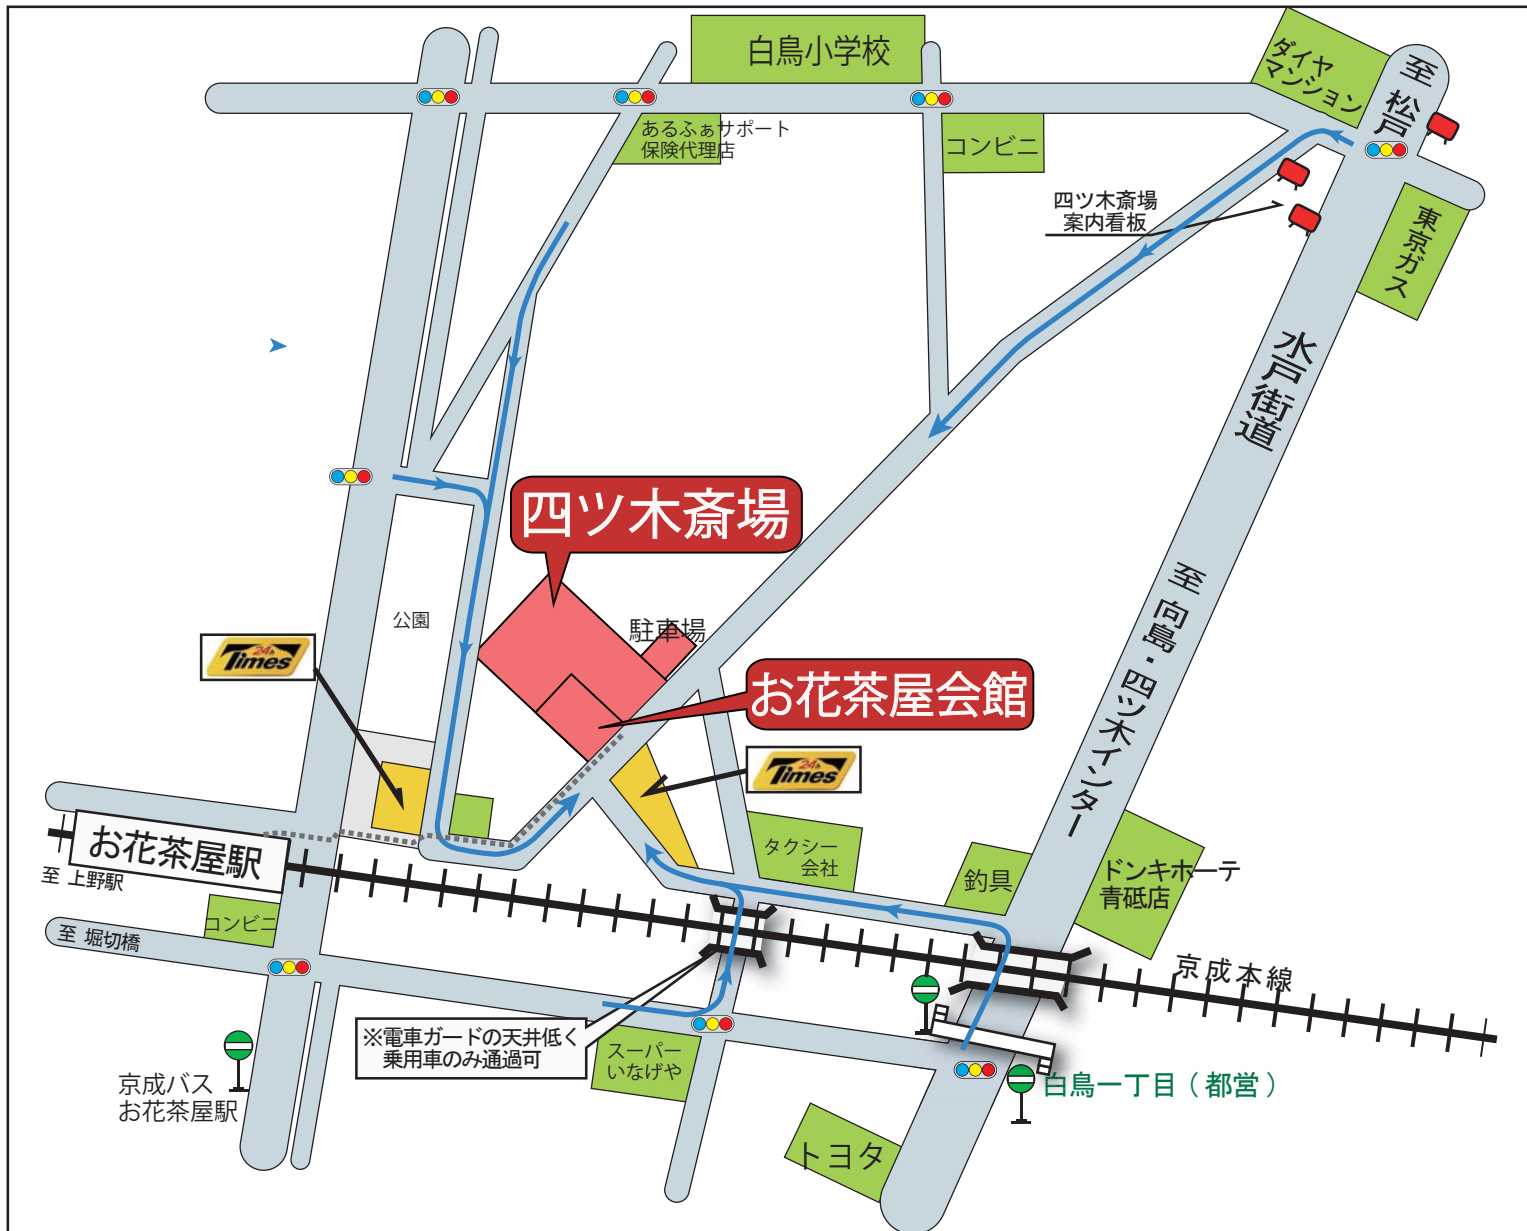 白鳥小学校
ダイヤ
マンション
至 松戸
あるふぁサポート
保険代理店
コンビニ
四ツ木斎場
案内看板
東京ガス
水戸街道
四ツ木斎場
至 向島・四ツ木インター
公園
駐車場
24h
Times
お花茶屋会館
24h
Times
お花茶屋駅
至 上野駅
タクシー
会社
釣具
ドンキホーテ
青砥店
コンビニ
至 堀切橋
京成本線
※電車ガードの天井低く
乗用車のみ通過可
スーパー
いなげや
京成バス
お花茶屋駅
白鳥一丁目（都営）
トヨタ